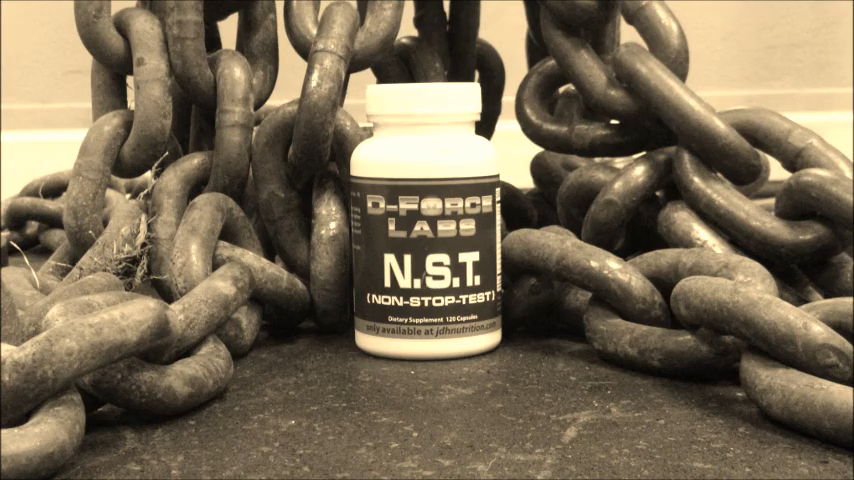 D-FORCE
LABS
N.S.T.
(NON-STOP-TEST)
Dietary Supplement 120 Capsules
only available at jdhnutrition.com